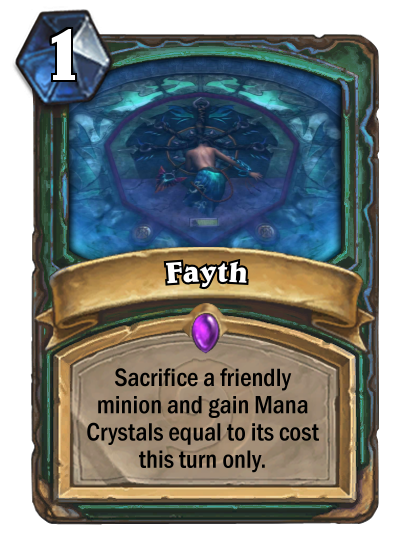 1
Fayth
Sacrifice a friendly
minion and gain Mana
Crystals equal to its cost
this turn only.